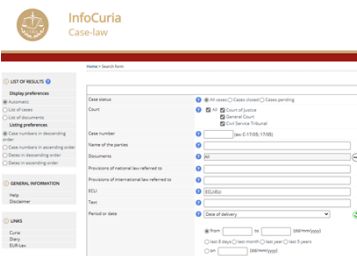 InfoCuria
Case-law
Home > Search Form
LIST OF RESULTS
Display preferences
Automatic
List of cases
List of documents
Listing preferences
Case numbers in descending order
Case numbers in ascending order
Dates in descending order
Dates in ascending order
GENERAL INFORMATION
Help
Disclaimer
LINKS
Curia
Diary
EUR-Lex
Case status
All cases Cases closed Cases pending
Court
All Court of Justice
General Court
Civil Service Tribunal
Case number
(ex: C-17/05, 17/05)
Name of the parties
Documents
All
Provisions of national law referred to
Provisions of international law referred to
ECLI
ECLI:EU:
Text
Period or date
Date of delivery
from to (dd/mm/yyyy)
last 8 days last month last year last 5 years
on (dd/mm/yyyy)